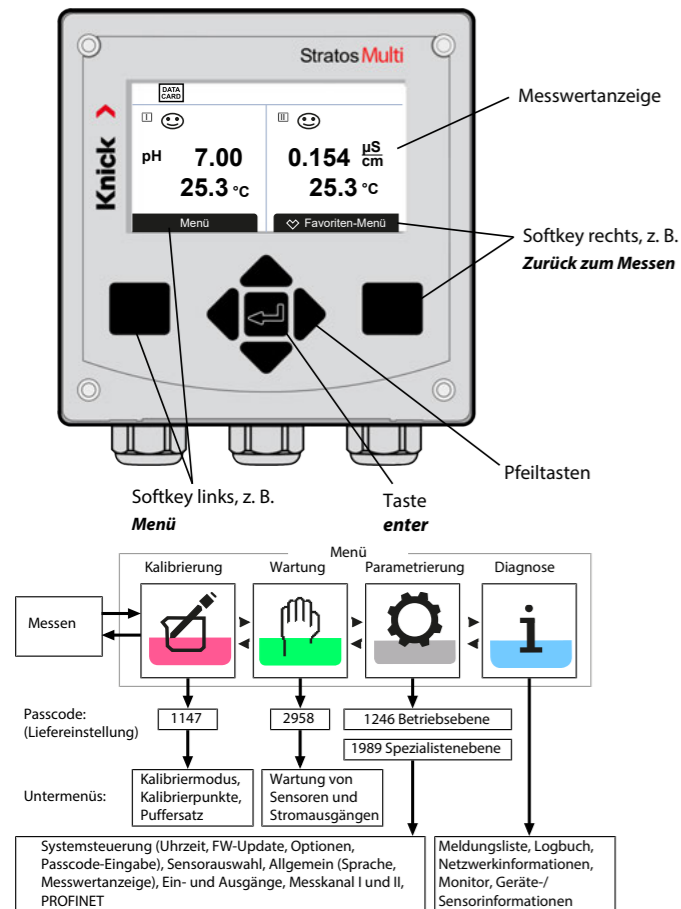 Stratos Multi
Knick
DATA
CARD
I
II
pH 7.00
25.3 °C
0.154 µS/cm
25.3 °C
Menü
Favoriten-Menü
Messwertanzeige
Softkey rechts, z. B.
Zurück zum Messen
Pfeiltasten
Taste
enter
Softkey links, z. B.
Menü
Menü
Kalibrierung
Wartung
Parametrierung
Diagnose
Messen
i
Passcode:
(Liefereinstellung)
1147
2958
1246 Betriebsebene
1989 Spezialistenebene
Untermenüs:
Kalibriermodus,
Kalibrierpunkte,
Puffersatz
Wartung von
Sensoren und
Stromausgängen
Systemsteuerung (Uhrzeit, FW-Update, Optionen,
Passcode-Eingabe), Sensorauswahl, Allgemein (Sprache,
Messwertanzeige), Ein- und Ausgänge, Messkanal I und II,
PROFINET
Meldungsliste, Logbuch,
Netzwerkinformationen,
Monitor, Geräte-/
Sensorinformationen